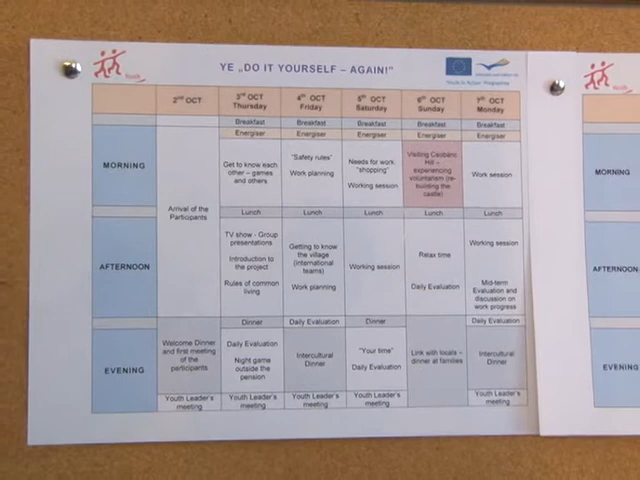 YE „DO IT YOURSELF – AGAIN!"
Youth
'Youth in Action' Programme
2ND OCT
3rd OCT Thursday
4th OCT Friday
5th OCT Saturday
6th OCT Sunday
7th OCT Monday
Breakfast Breakfast Breakfast Breakfast Breakfast
Energiser Energiser Energiser Energiser Energiser
MORNING
Arrival of the
Participants
Get to know each
other – games
and others
"Safety rules"
Work planning
Needs for work
"shopping"
Working session
Visiting
Hill –
experiencing
voluntarism (re-
building the
castle)
Work session
Lunch Lunch Lunch Lunch Lunch
AFTERNOON
TV show - Group
presentations
Introduction to
the project
Rules of common
living
Getting to know
the village
(international
teams)
Work planning
Working session
Relax time
Daily Evaluation
Working session
Mid-term
Evaluation and
discussion on
work progress
Dinner Daily Evaluation Dinner Daily Evaluation
EVENING
Welcome Dinner
and first meeting
of the
participants
Daily Evaluation
Night game
outside the
pension
Intercultural
Dinner
"Your time"
Daily Evaluation
Link with locals –
dinner at families
Intercultural
Dinner
Youth Leader's
meeting
Youth Leader's
meeting
Youth Leader's
meeting
Youth Leader's
meeting
Youth Leader's
meeting
MORNING
AFTERNOON
EVENING